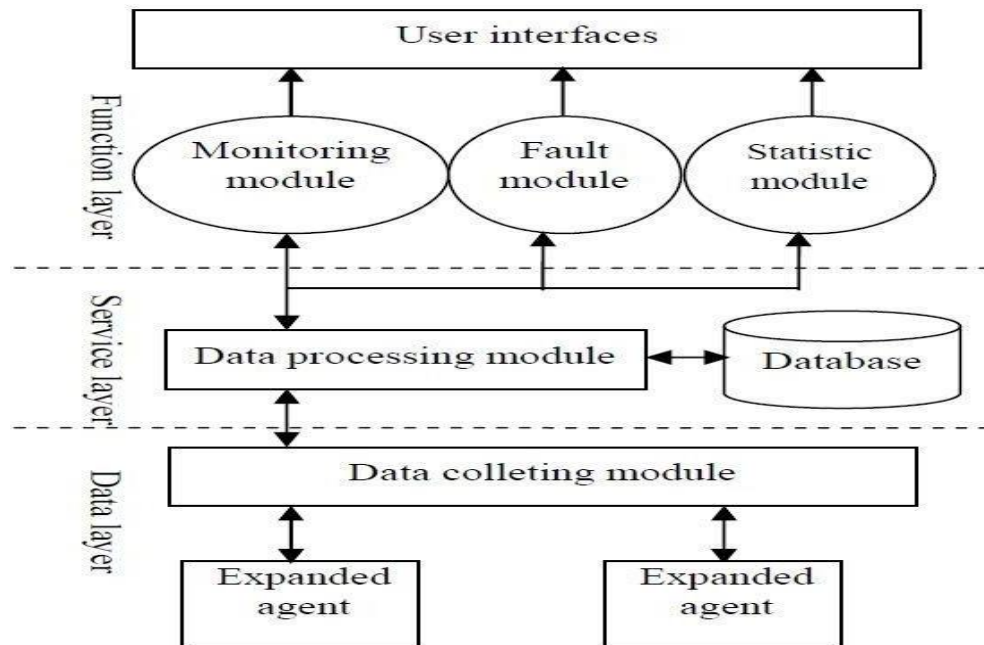 User interfaces
Function layer
Monitoring
module
Fault
module
Statistic
module
Service layer
Data processing module
Database
Data layer
Data colleting module
Expanded
agent
Expanded
agent